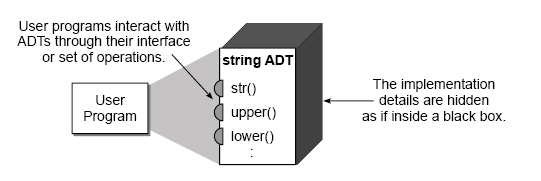 User programs interact with
ADTs through their interface
or set of operations.
string ADT
str()
upper()
lower()
:
User
Program
The implementation
details are hidden
as if inside a black box.